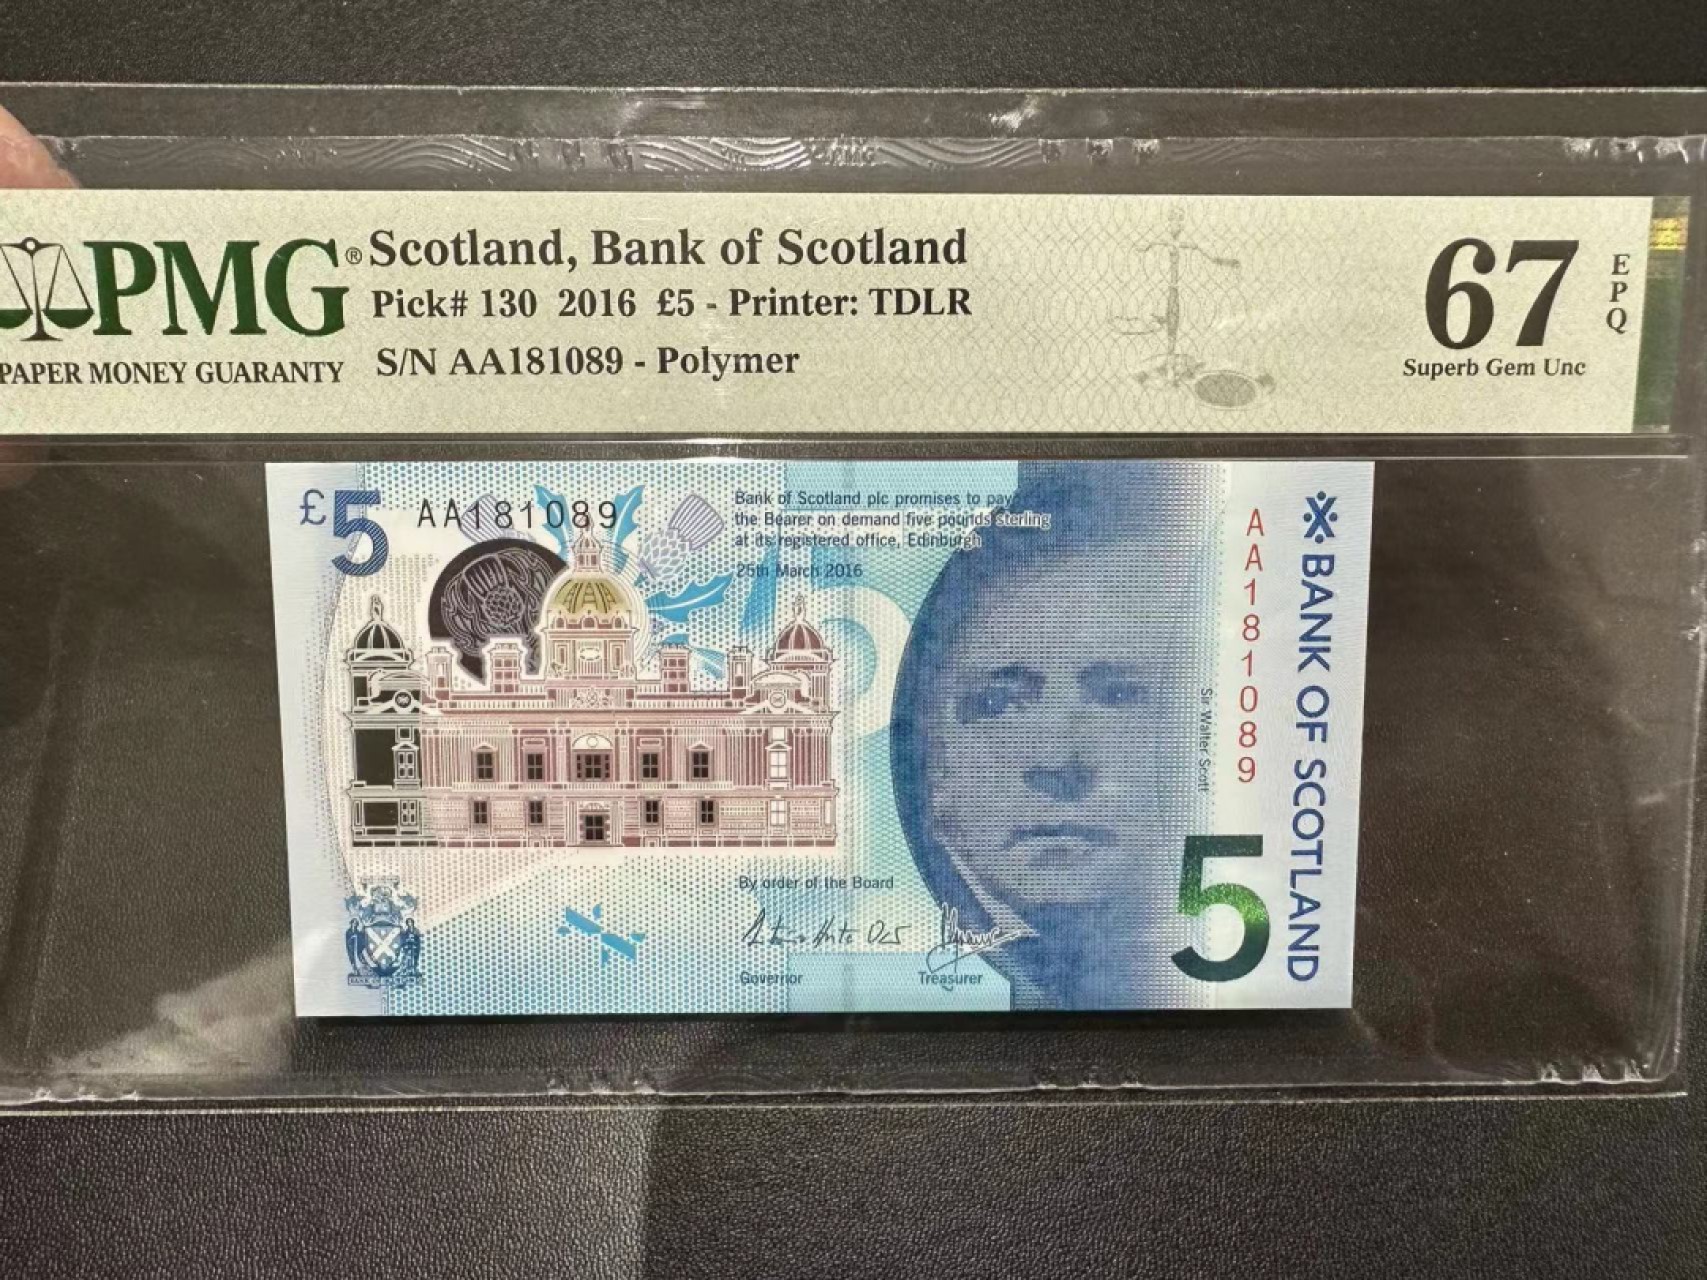 PMG®
PAPER MONEY GUARANTY
Scotland, Bank of Scotland
Pick# 130 2016 £5 - Printer: TDLR
S/N AA181089 - Polymer
67
EPQ
Superb Gem Unc
£5
AA181089
Bank of Scotland plc promises to pay
the Bearer on demand five pounds sterling
at its registered office, Edinburgh
25th March 2016
By order of the Board
Governor
Treasurer
Sir Walter Scott
AA181089
5
BANK OF SCOTLAND